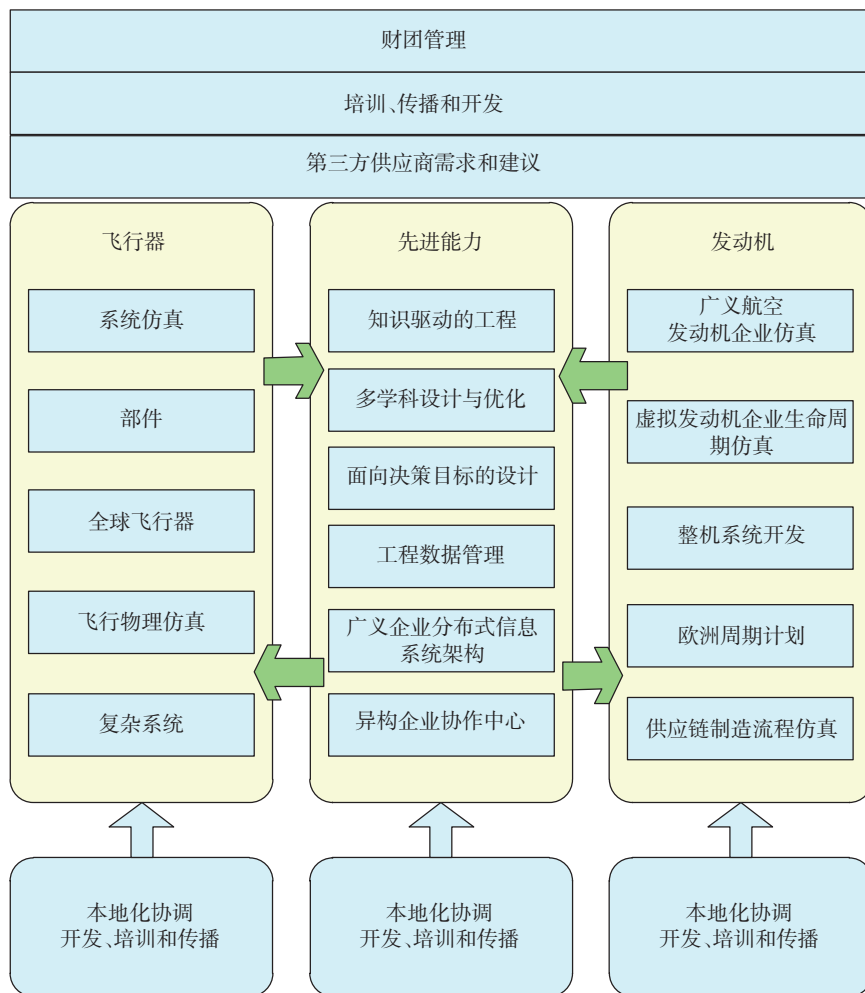 财团管理
培训、传播和开发
第三方供应商需求和建议
飞行器
系统仿真
部件
全球飞行器
飞行物理仿真
复杂系统
先进能力
知识驱动的工程
多学科设计与优化
面向决策目标的设计
工程数据管理
广义企业分布式信息
系统架构
异构企业协作中心
发动机
广义航空
发动机企业仿真
虚拟发动机企业生命周
期仿真
整机系统开发
欧洲周期计划
供应链制造流程仿真
本地化协调
开发、培训和传播
本地化协调
开发、培训和传播
本地化协调
开发、培训和传播